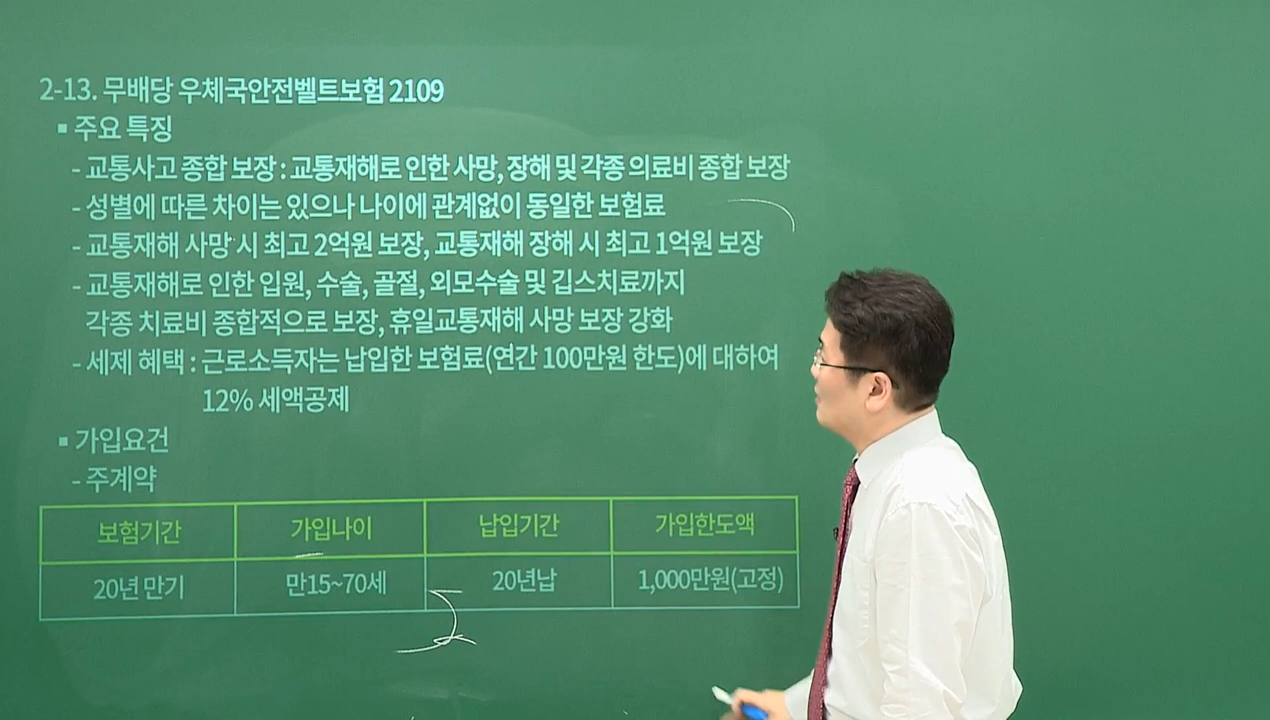 2-13. 무배당 우체국안전벨트보험 2109
▪ 주요 특징
- 교통사고 종합 보장 : 교통재해로 인한 사망, 장해 및 각종 의료비 종합 보장
- 성별에 따른 차이는 있으나 나이에 관계없이 동일한 보험료
- 교통재해 사망 시 최고 2억원 보장, 교통재해 장해 시 최고 1억원 보장
- 교통재해로 인한 입원, 수술, 골절, 외모수술 및 깁스치료까지
각종 치료비 종합적으로 보장, 휴일교통재해 사망 보장 강화
- 세제 혜택 : 근로소득자는 납입한 보험료(연간 100만원 한도)에 대하여
12% 세액공제
▪ 가입요건
- 주계약
보험기간 가입나이 납입기간 가입한도액
20년 만기 만15~70세 20년납 1,000만원(고정)